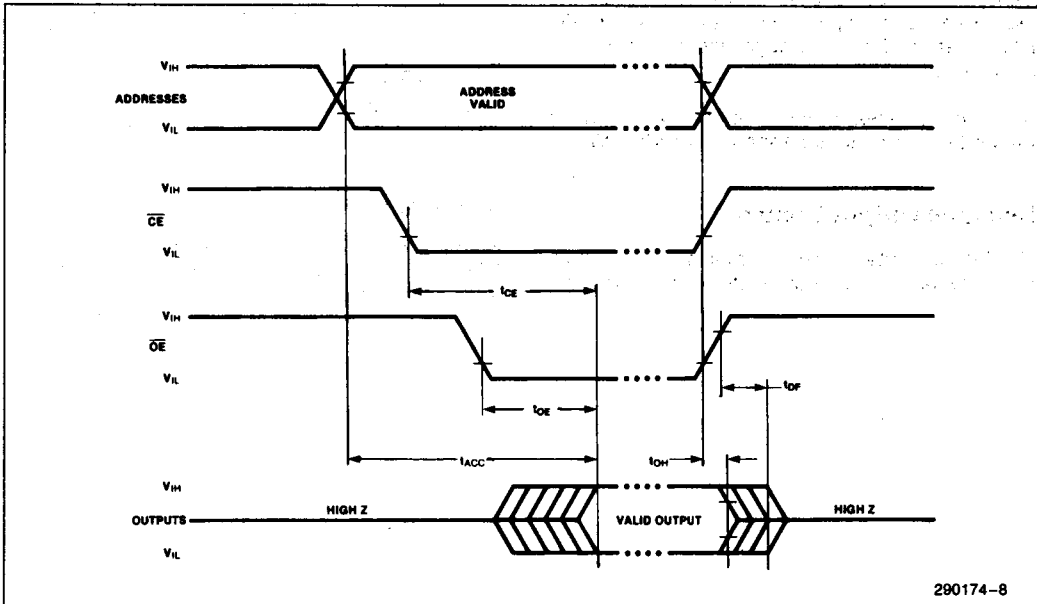 VIH
ADDRESSES
ADDRESS
VALID
VIL
VIH
CE
VIL
tCE
VIH
OE
VIL
tDF
tOE
tACC
tOH
VIH
HIGH Z
OUTPUTS
VALID OUTPUT
HIGH Z
VIL
290174-8